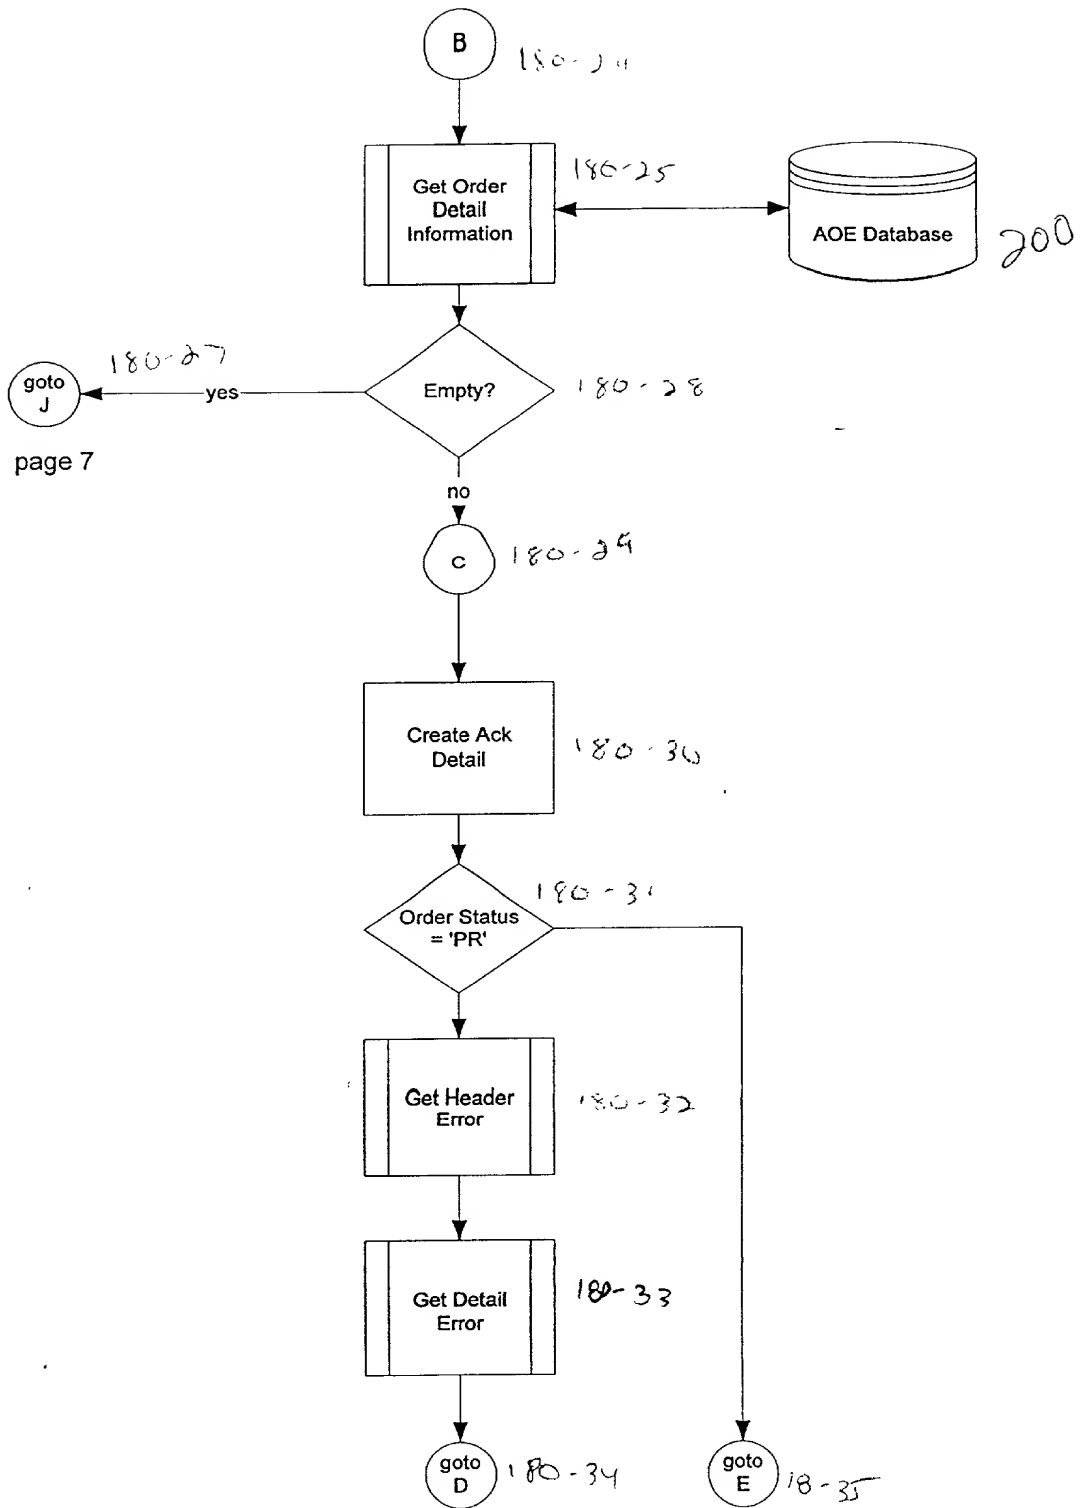 B
Get Order
Detail
Information
180-25
AOE Database
200
180-27
goto
J
yes
Empty?
180-28
page 7
no
C
180-29
Create Ack
Detail
180-30
Order Status
= 'PR'
180-31
Get Header
Error
180-32
Get Detail
Error
180-33
goto
D
180-34
goto
E
18-35